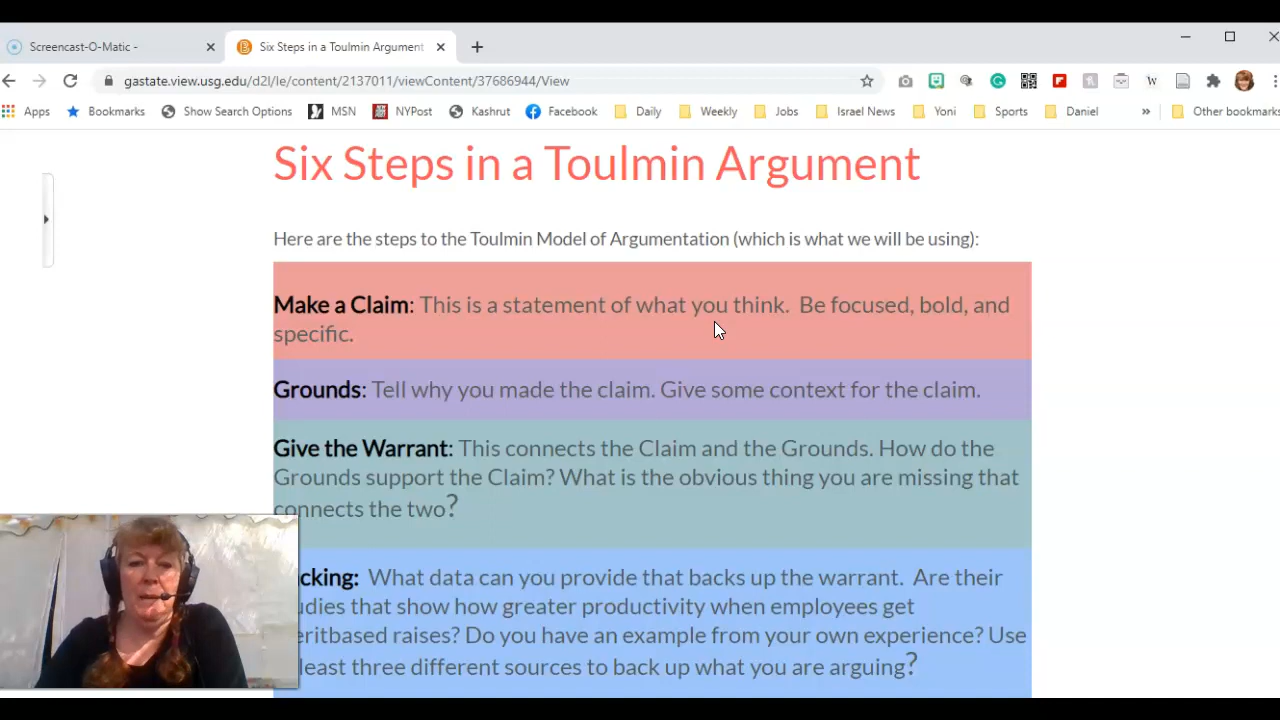 Screencast-O-Matic -
Six Steps in a Toulmin Argument
gastate.view.usg.edu/d2l/le/content/2137011/viewContent/37686944/View
Apps Bookmarks Show Search Options MSN NYPost Kashrut Facebook Daily Weekly Jobs Israel News Yoni Sports Daniel » Other bookmarks
Six Steps in a Toulmin Argument
Here are the steps to the Toulmin Model of Argumentation (which is what we will be using):
Make a Claim: This is a statement of what you think. Be focused, bold, and
specific.
Grounds: Tell why you made the claim. Give some context for the claim.
Give the Warrant: This connects the Claim and the Grounds. How do the
Grounds support the Claim? What is the obvious thing you are missing that
connects the two?
cking: What data can you provide that backs up the warrant. Are their
udies that show how greater productivity when employees get
eritbased raises? Do you have an example from your own experience? Use
least three different sources to back up what you are arguing?